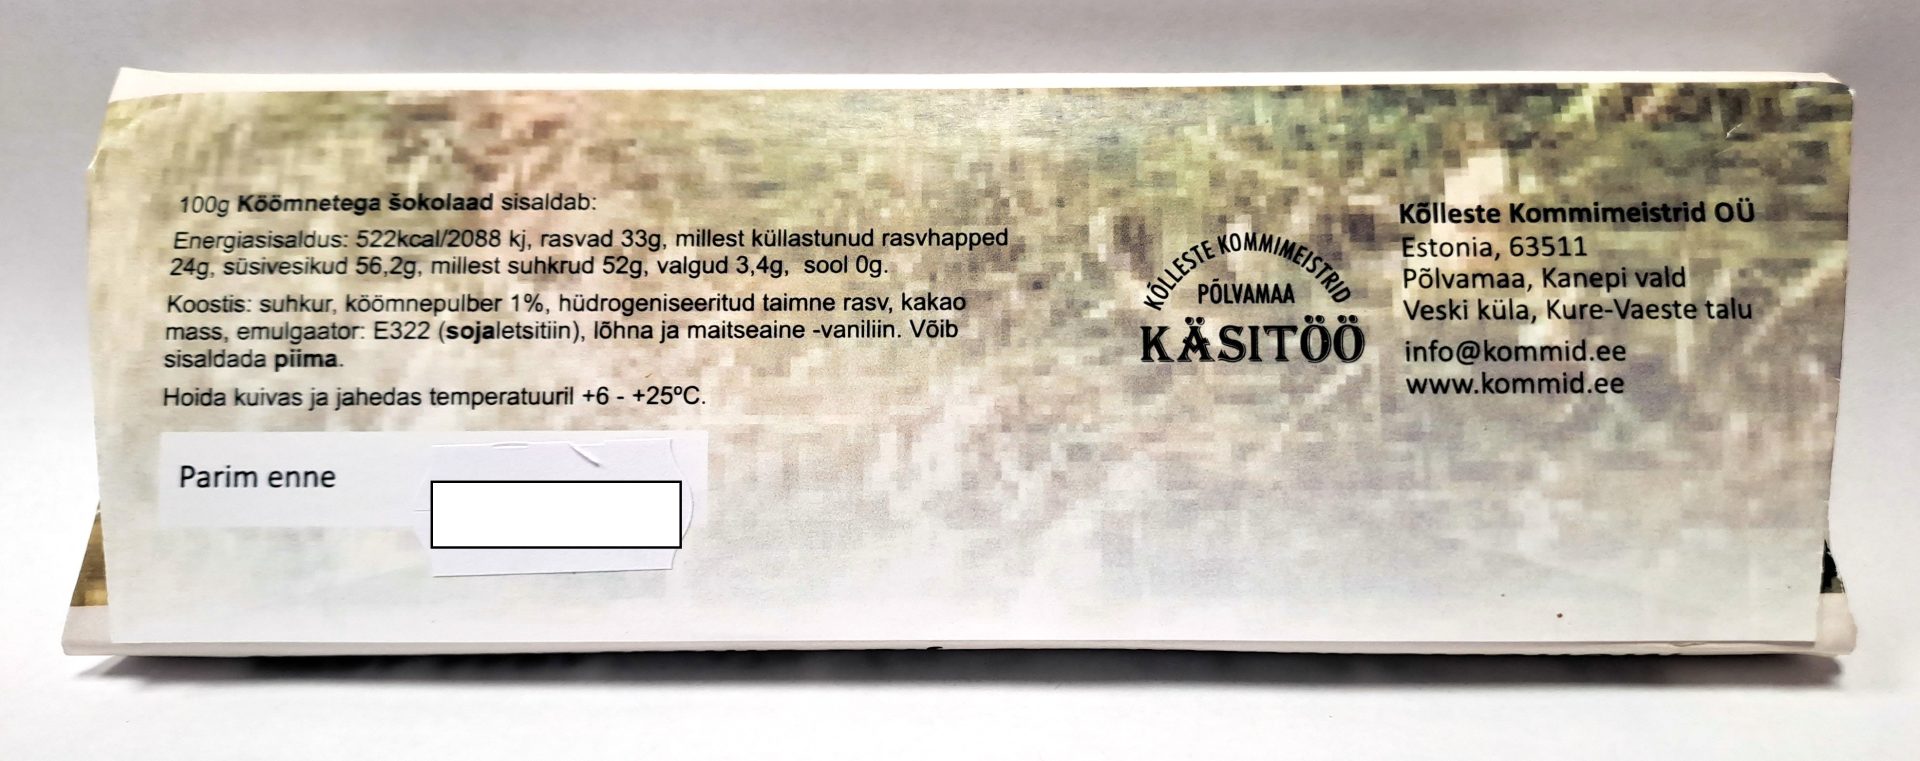 100g Köömnetega šokolaad sisaldab:
Energiasisaldus: 522kcal/2088 kj, rasvad 33g, millest küllastunud rasvhapped
24g, süsivesikud 56,2g, millest suhkrud 52g, valgud 3,4g, sool 0g.
Koostis: suhkur, köömnepulber 1%, hüdrogeniseeritud taimne rasv, kakao
mass, emulgaator: E322 (sojaletsitiin), lõhna ja maitseaine -vaniliin. Võib
sisaldada piima.
Hoida kuivas ja jahedas temperatuuril +6 - +25ºC.
Parim enne
KÕLLESTE KOMMIMEISTRID
PÕLVAMAA
KÄSITÖÖ
Kõlleste Kommimeistrid OÜ
Estonia, 63511
Põlvamaa, Kanepi vald
Veski küla, Kure-Vaeste talu
info@kommid.ee
www.kommid.ee